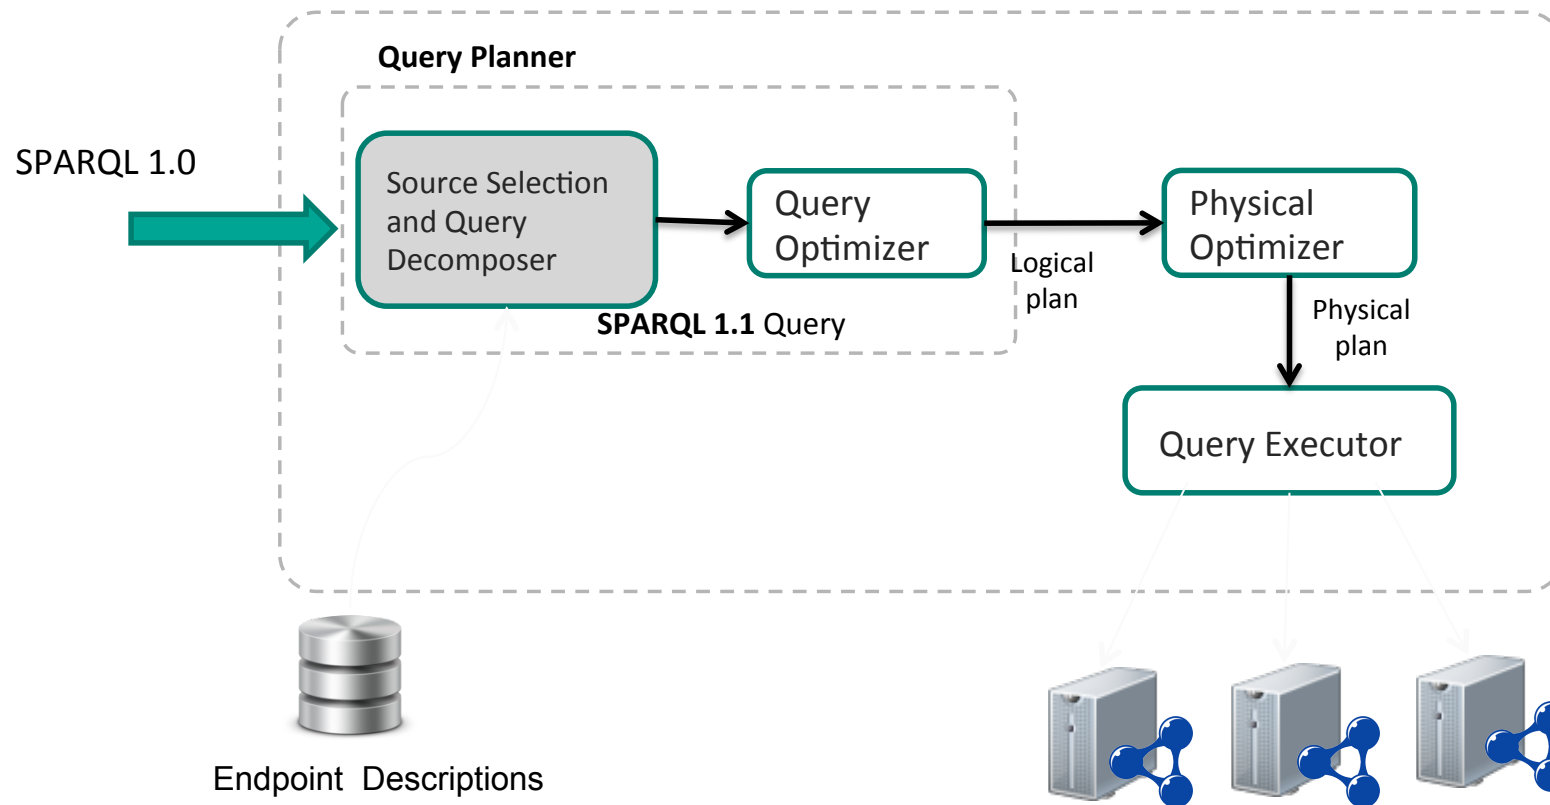 Query Planner
SPARQL 1.0
Source Selection
and Query
Decomposer
Query
Optimizer
Physical
Optimizer
Logical
plan
SPARQL 1.1 Query
Physical
plan
Query Executor
Endpoint Descriptions